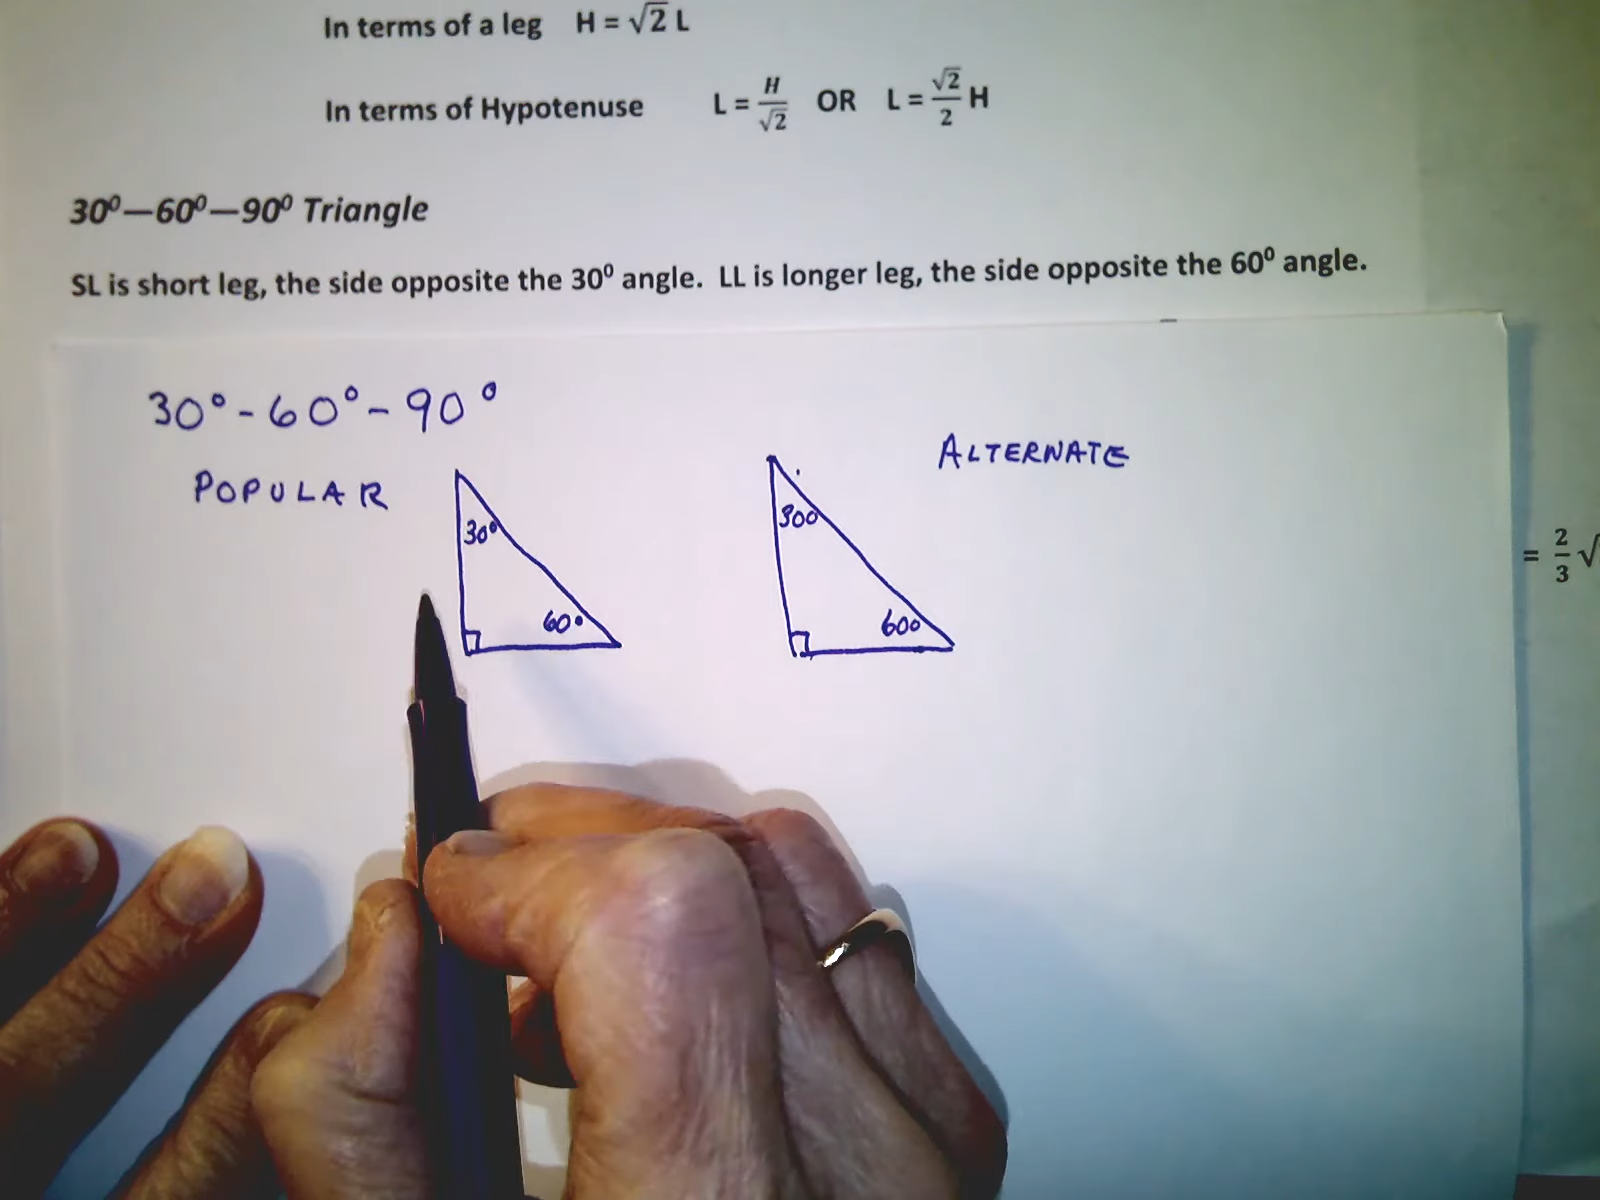 In terms of a leg H = √2 L
In terms of Hypotenuse L = H/√2 OR L = √2/2 H
30⁰—60⁰—90⁰ Triangle
SL is short leg, the side opposite the 30⁰ angle. LL is longer leg, the side opposite the 60⁰ angle.
30° - 60° - 90°
POPULAR
ALTERNATE
30°
30°
60°
60°
= 2/3 √